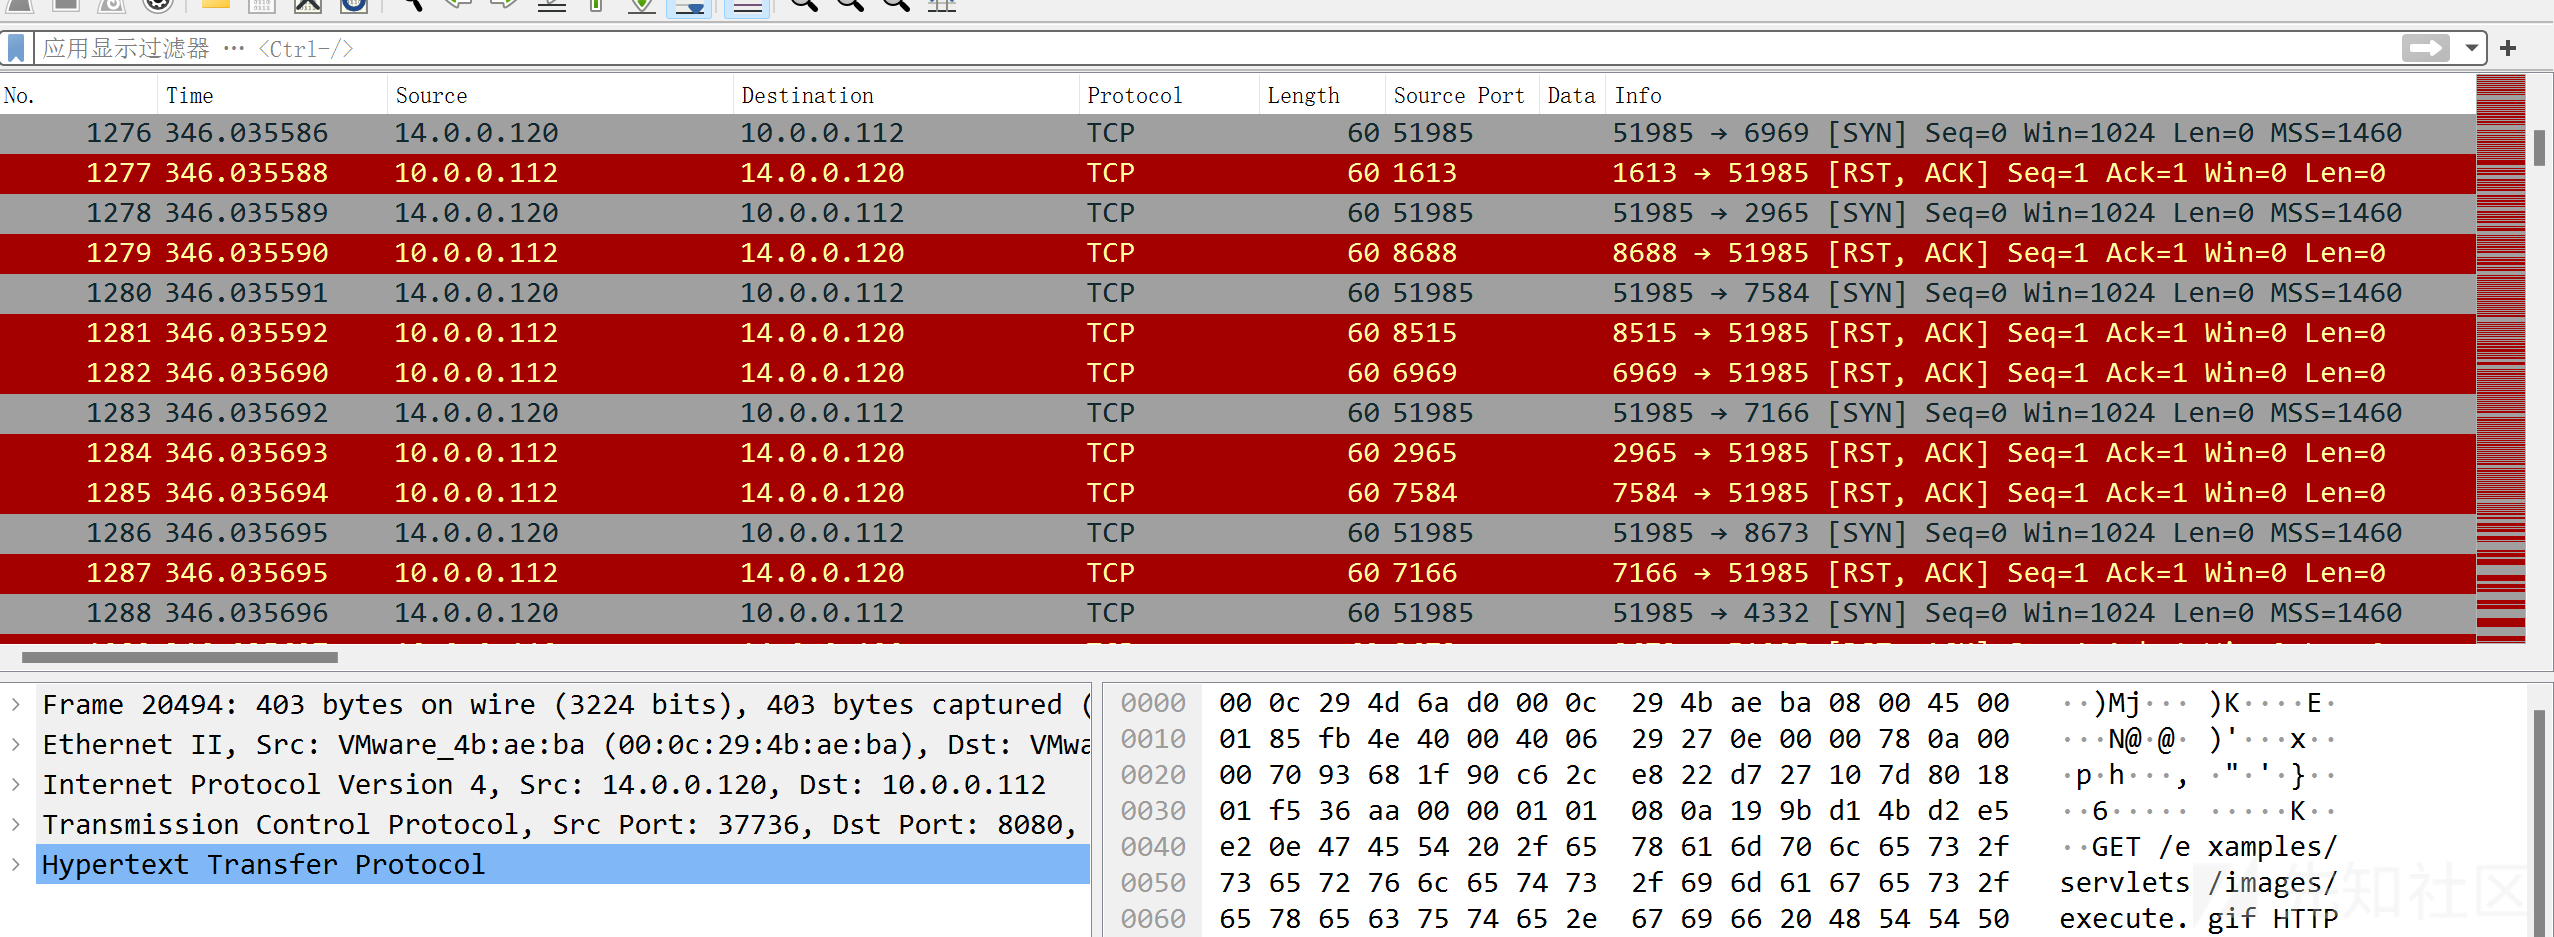 应用显示过滤器 … <Ctrl-/>
No. Time Source Destination Protocol Length Source Port Data Info
1276 346.035586 14.0.0.120 10.0.0.112 TCP 60 51985 51985 → 6969 [SYN] Seq=0 Win=1024 Len=0 MSS=1460
1277 346.035588 10.0.0.112 14.0.0.120 TCP 60 1613 1613 → 51985 [RST, ACK] Seq=1 Ack=1 Win=0 Len=0
1278 346.035589 14.0.0.120 10.0.0.112 TCP 60 51985 51985 → 2965 [SYN] Seq=0 Win=1024 Len=0 MSS=1460
1279 346.035590 10.0.0.112 14.0.0.120 TCP 60 8688 8688 → 51985 [RST, ACK] Seq=1 Ack=1 Win=0 Len=0
1280 346.035591 14.0.0.120 10.0.0.112 TCP 60 51985 51985 → 7584 [SYN] Seq=0 Win=1024 Len=0 MSS=1460
1281 346.035592 10.0.0.112 14.0.0.120 TCP 60 8515 8515 → 51985 [RST, ACK] Seq=1 Ack=1 Win=0 Len=0
1282 346.035690 10.0.0.112 14.0.0.120 TCP 60 6969 6969 → 51985 [RST, ACK] Seq=1 Ack=1 Win=0 Len=0
1283 346.035692 14.0.0.120 10.0.0.112 TCP 60 51985 51985 → 7166 [SYN] Seq=0 Win=1024 Len=0 MSS=1460
1284 346.035693 10.0.0.112 14.0.0.120 TCP 60 2965 2965 → 51985 [RST, ACK] Seq=1 Ack=1 Win=0 Len=0
1285 346.035694 10.0.0.112 14.0.0.120 TCP 60 7584 7584 → 51985 [RST, ACK] Seq=1 Ack=1 Win=0 Len=0
1286 346.035695 14.0.0.120 10.0.0.112 TCP 60 51985 51985 → 8673 [SYN] Seq=0 Win=1024 Len=0 MSS=1460
1287 346.035695 10.0.0.112 14.0.0.120 TCP 60 7166 7166 → 51985 [RST, ACK] Seq=1 Ack=1 Win=0 Len=0
1288 346.035696 14.0.0.120 10.0.0.112 TCP 60 51985 51985 → 4332 [SYN] Seq=0 Win=1024 Len=0 MSS=1460
Frame 20494: 403 bytes on wire (3224 bits), 403 bytes captured (
Ethernet II, Src: VMware_4b:ae:ba (00:0c:29:4b:ae:ba), Dst: VMwa
Internet Protocol Version 4, Src: 14.0.0.120, Dst: 10.0.0.112
Transmission Control Protocol, Src Port: 37736, Dst Port: 8080,
Hypertext Transfer Protocol
0000 00 0c 29 4d 6a d0 00 0c 29 4b ae ba 08 00 45 00 ··)Mj··· )K····E·
0010 01 85 fb 4e 40 00 40 06 29 27 0e 00 00 78 0a 00 ···N@·@· )'···x··
0020 00 70 93 68 1f 90 c6 2c e8 22 d7 27 10 7d 80 18 ·p·h···, ·"·'·}··
0030 01 f5 36 aa 00 00 01 01 08 0a 19 9b d1 4b d2 e5 ··6····· ·····K··
0040 e2 0e 47 45 54 20 2f 65 78 61 6d 70 6c 65 73 2f ··GET /e xamples/
0050 73 65 72 76 6c 65 74 73 2f 69 6d 61 67 65 73 2f servlets /images/
0060 65 78 65 63 75 74 65 2e 67 69 66 20 48 54 54 50 execute. gif HTTP
先知社区